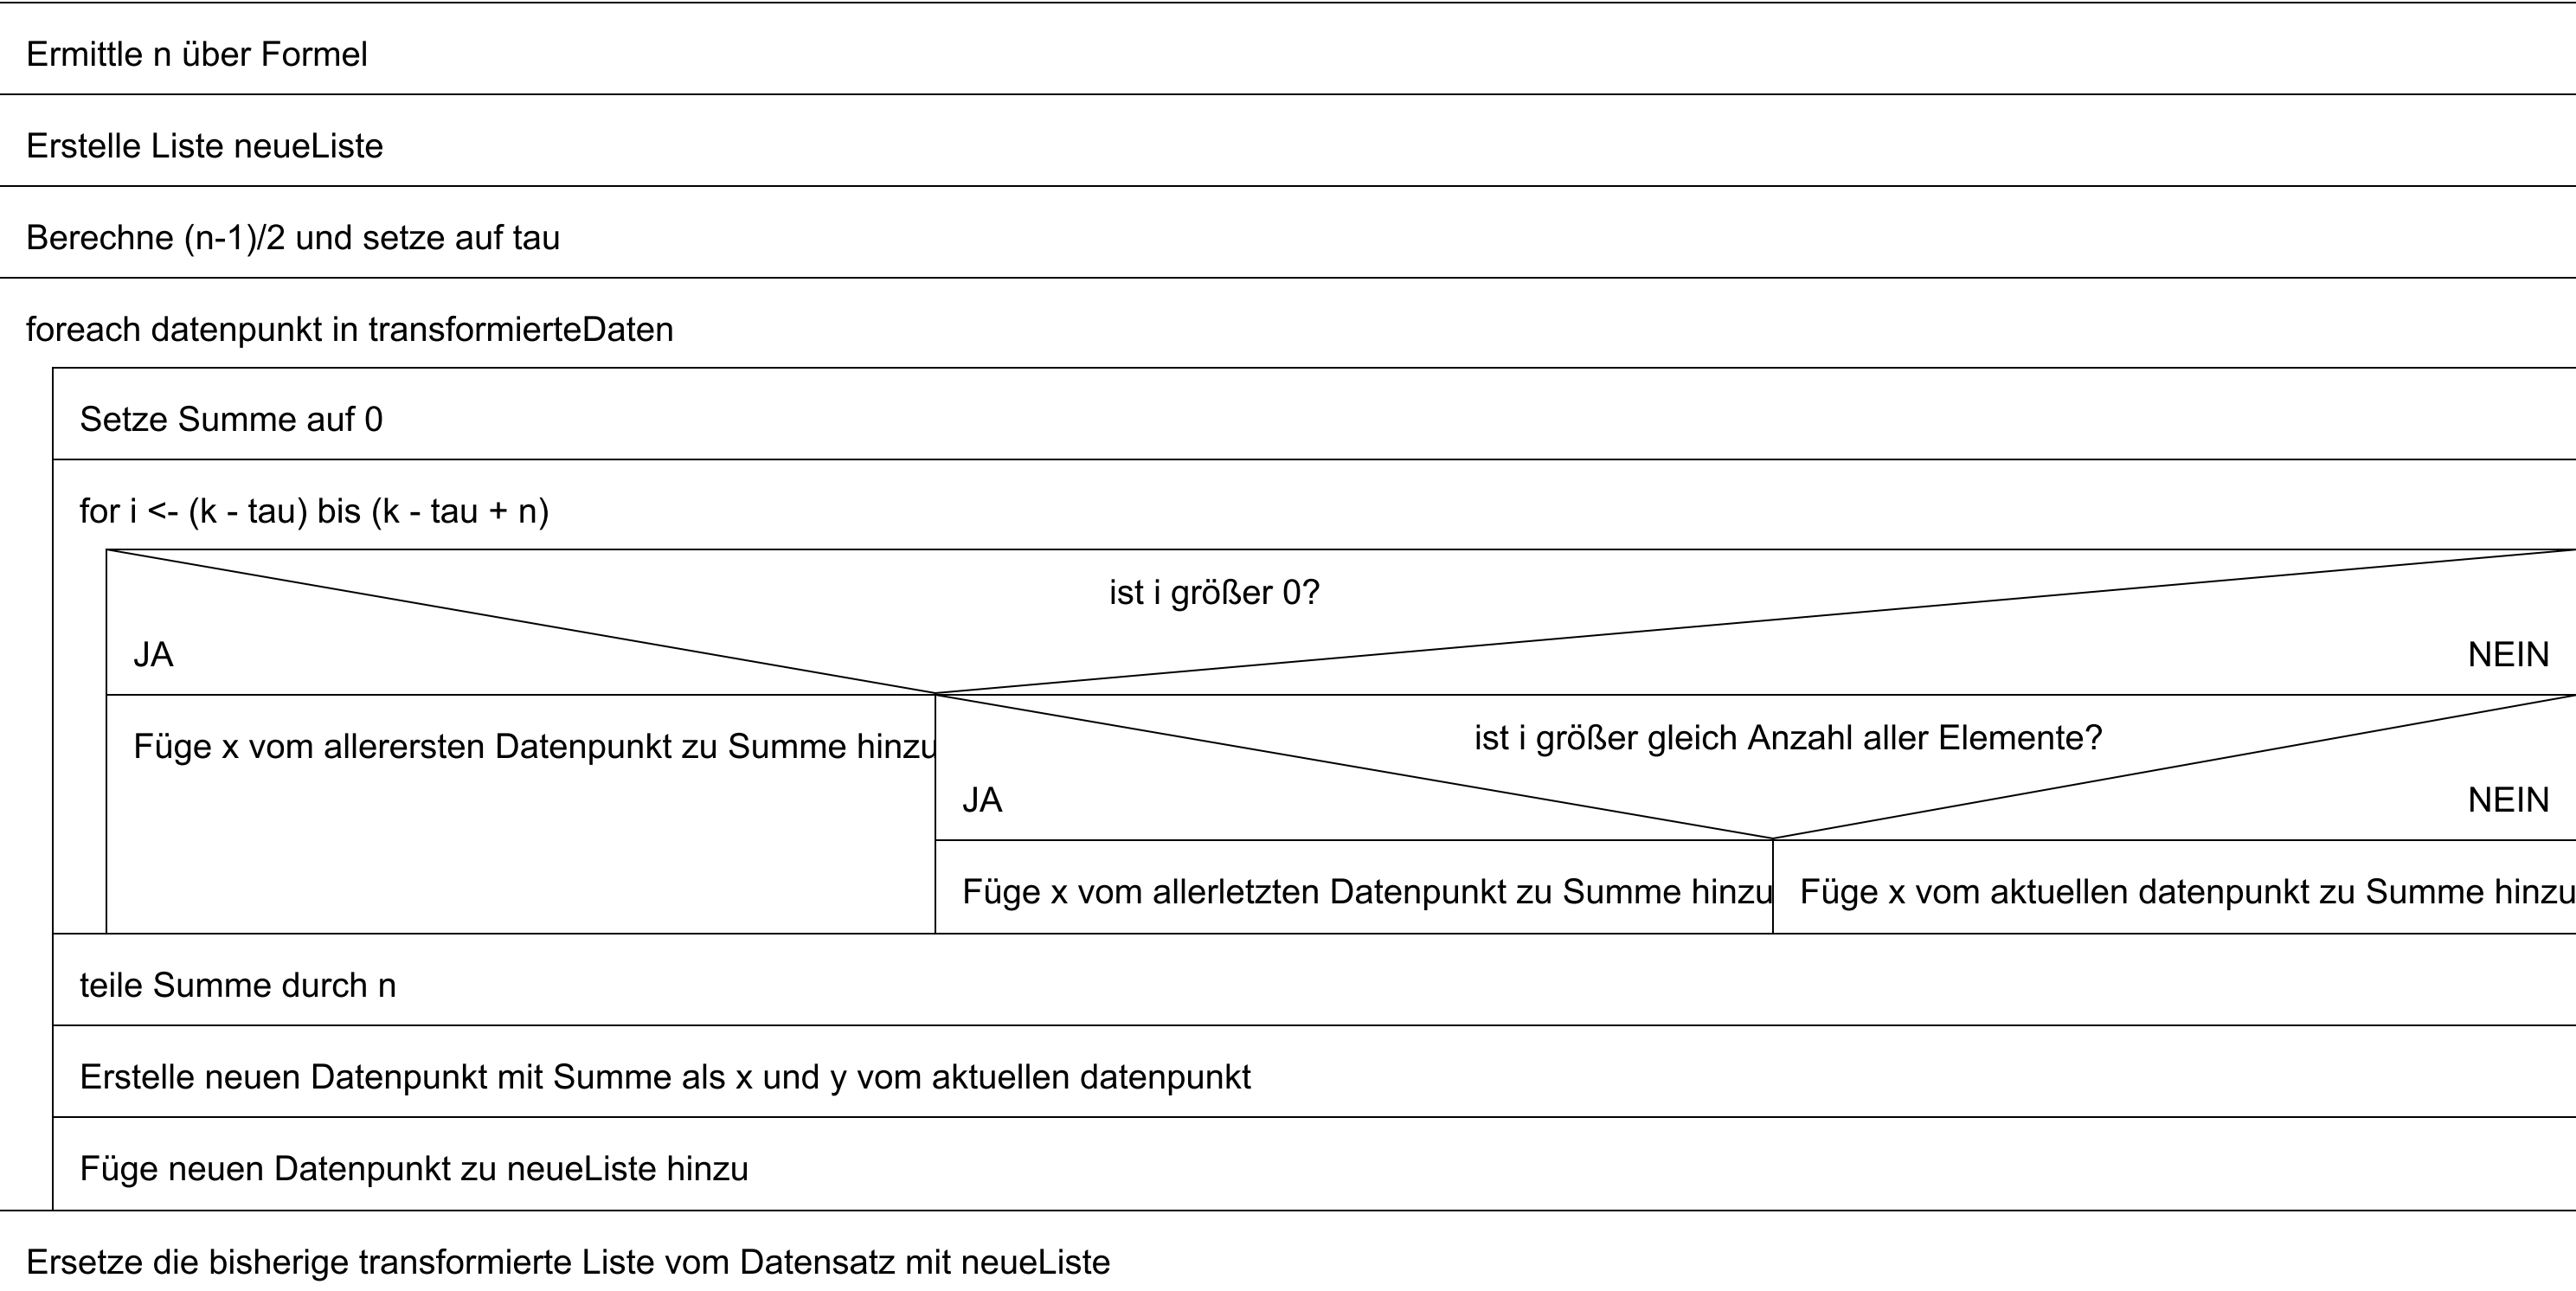 Ermittle n über Formel
Erstelle Liste neueListe
Berechne (n-1)/2 und setze auf tau
foreach datenpunkt in transformierteDaten
Setze Summe auf 0
for i <- (k - tau) bis (k - tau + n)
ist i größer 0?
JA
NEIN
Füge x vom allerersten Datenpunkt zu Summe hinzu
ist i größer gleich Anzahl aller Elemente?
JA
NEIN
Füge x vom allerletzten Datenpunkt zu Summe hinzu
Füge x vom aktuellen datenpunkt zu Summe hinzu
teile Summe durch n
Erstelle neuen Datenpunkt mit Summe als x und y vom aktuellen datenpunkt
Füge neuen Datenpunkt zu neueListe hinzu
Ersetze die bisherige transformierte Liste vom Datensatz mit neueListe